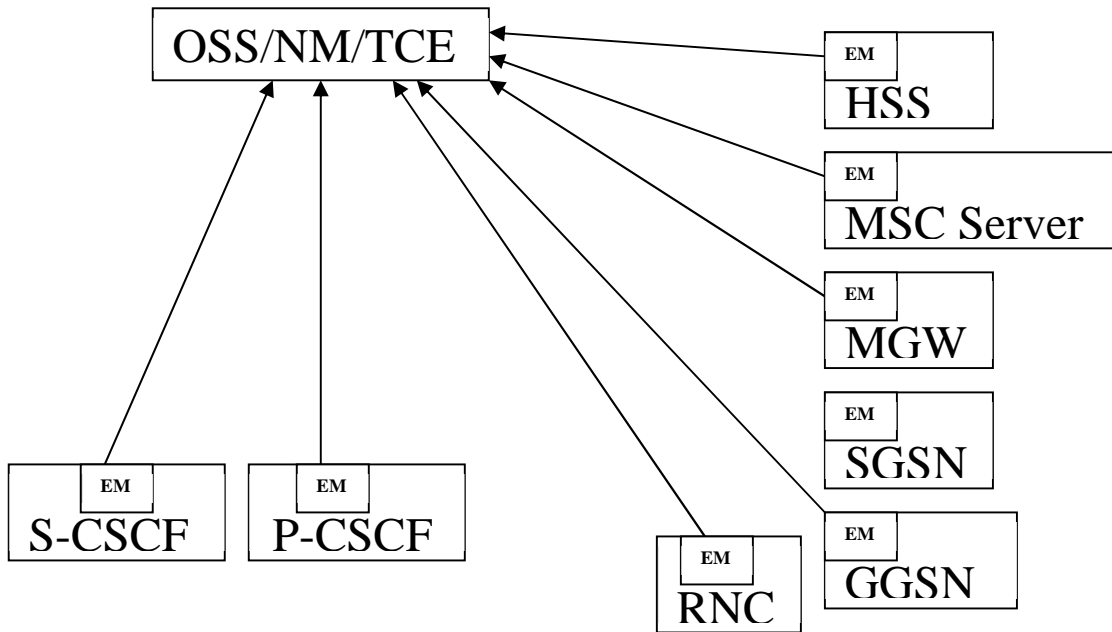 OSS/NM/TCE
EM
HSS
EM
MSC Server
EM
MGW
EM
SGSN
EM
S-CSCF
EM
P-CSCF
EM
GGSN
EM
RNC